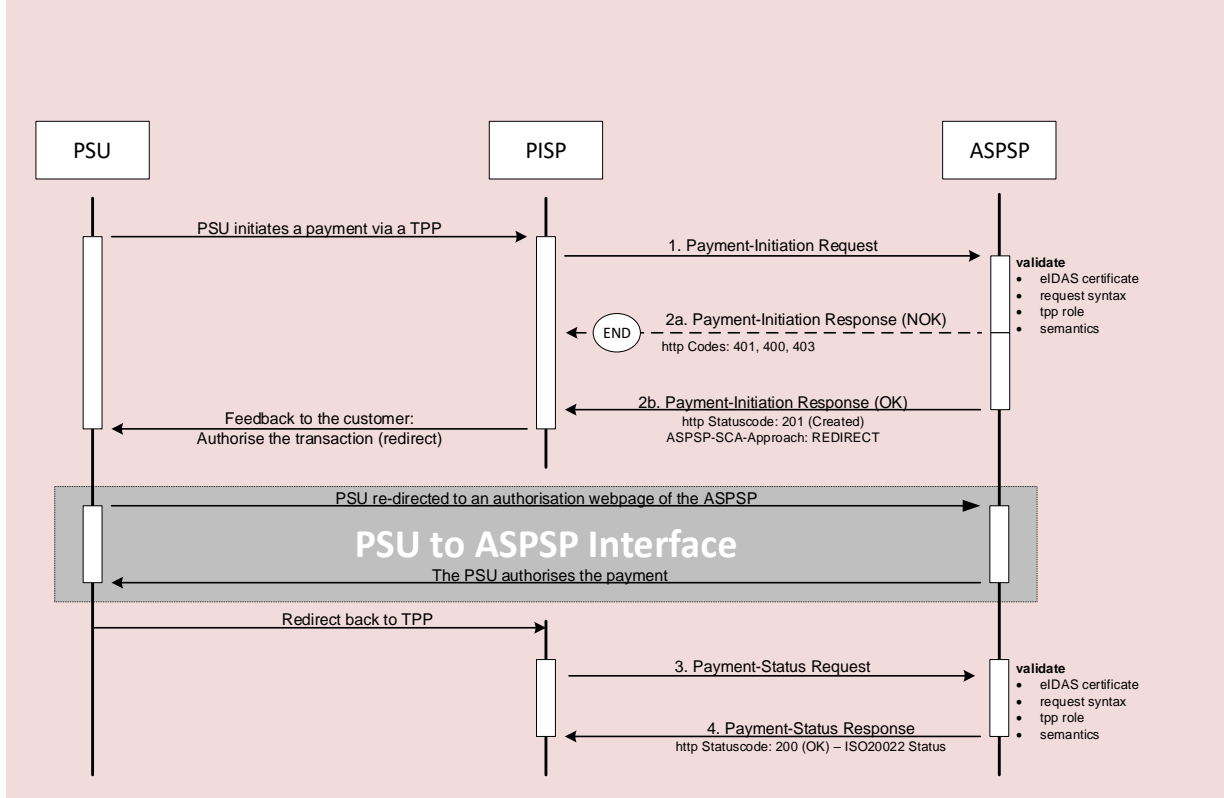 PSU
PISP
ASPSP
PSU initiates a payment via a TPP
1. Payment-Initiation Request
validate
• eIDAS certificate
• request syntax
• tpp role
• semantics
2a. Payment-Initiation Response (NOK)
END
http Codes: 401, 400, 403
2b. Payment-Initiation Response (OK)
http Statuscode: 201 (Created)
ASPSP-SCA-Approach: REDIRECT
Feedback to the customer:
Authorise the transaction (redirect)
PSU re-directed to an authorisation webpage of the ASPSP
PSU to ASPSP Interface
The PSU authorises the payment
Redirect back to TPP
3. Payment-Status Request
validate
• eIDAS certificate
• request syntax
• tpp role
• semantics
4. Payment-Status Response
http Statuscode: 200 (OK) – ISO20022 Status